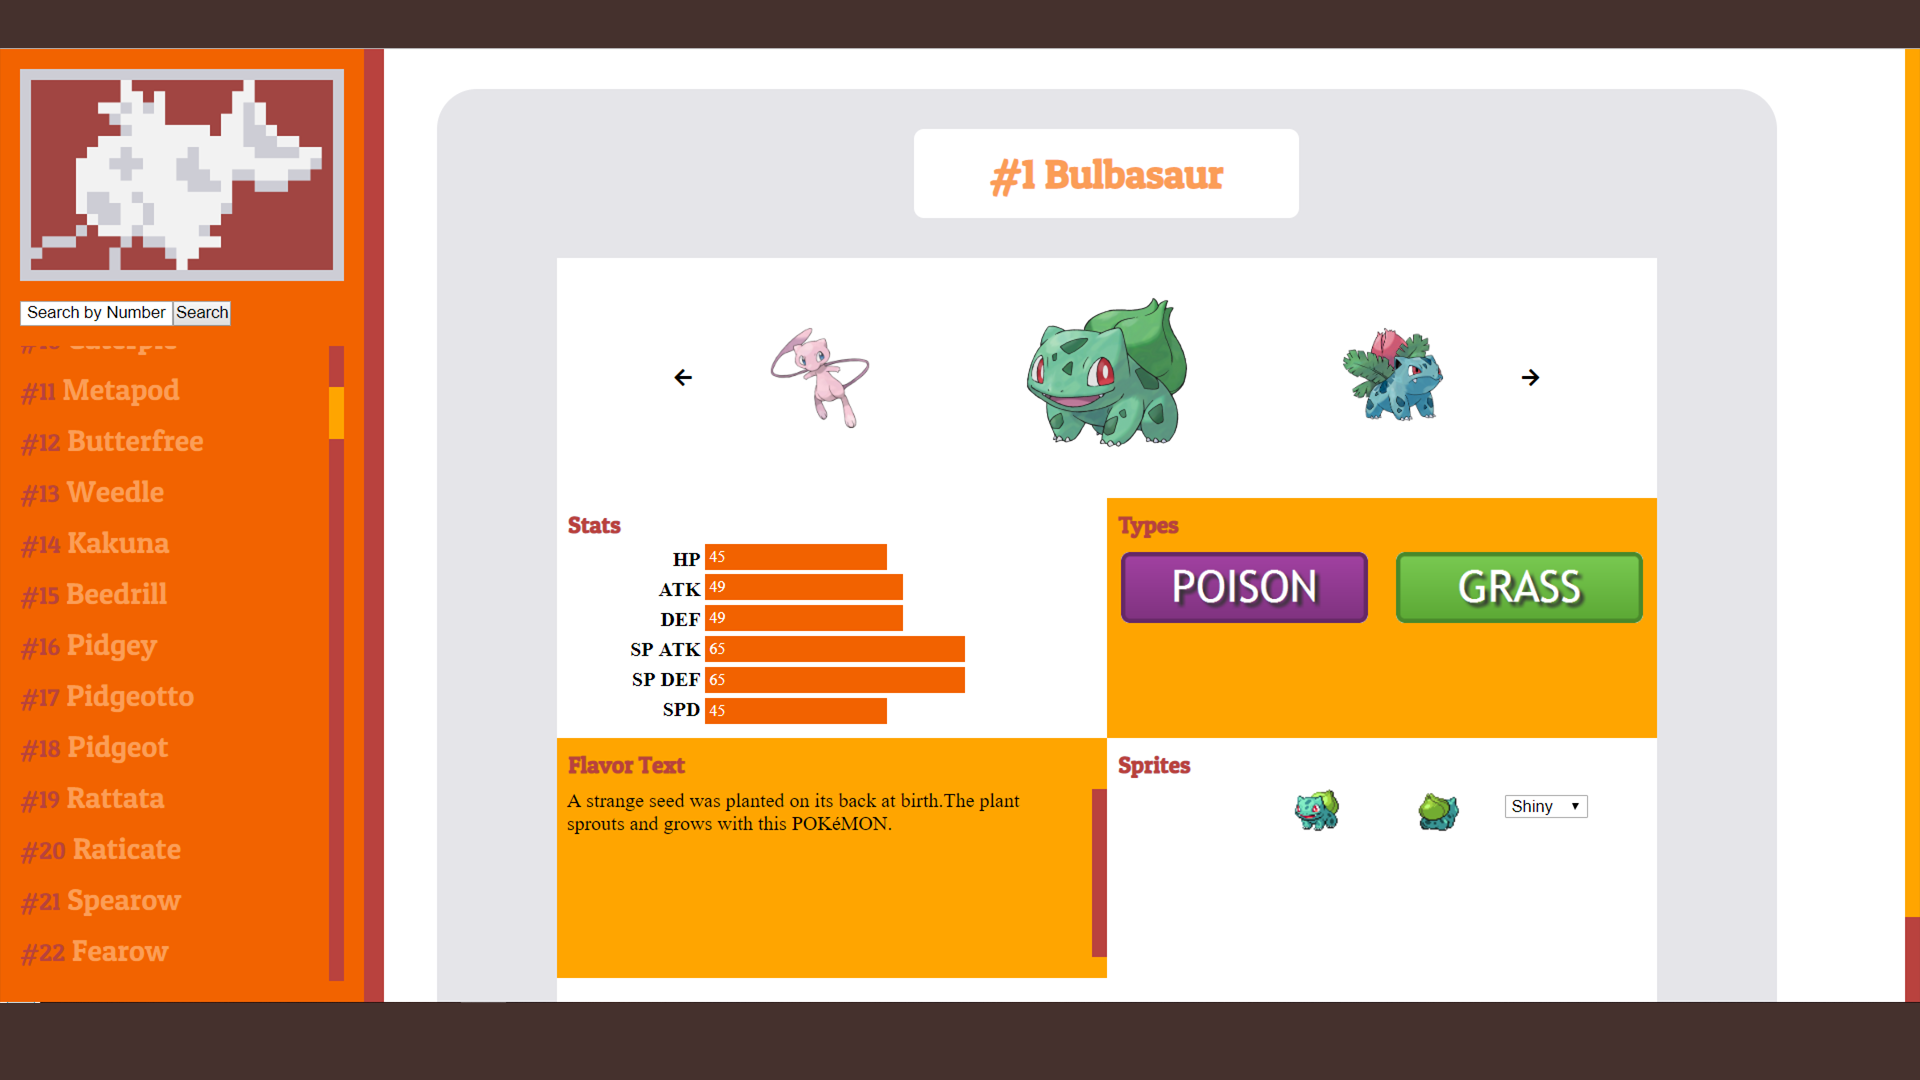 #1 Bulbasaur
Search by Number Search
#11 Metapod
#12 Butterfree
#13 Weedle
#14 Kakuna
#15 Beedrill
#16 Pidgey
#17 Pidgeotto
#18 Pidgeot
#19 Rattata
#20 Raticate
#21 Spearow
#22 Fearow
Stats
HP 45
ATK 49
DEF 49
SP ATK 65
SP DEF 65
SPD 45
Types
POISON GRASS
Flavor Text
A strange seed was planted on its back at birth.The plant
sprouts and grows with this POKéMON.
Sprites
Shiny